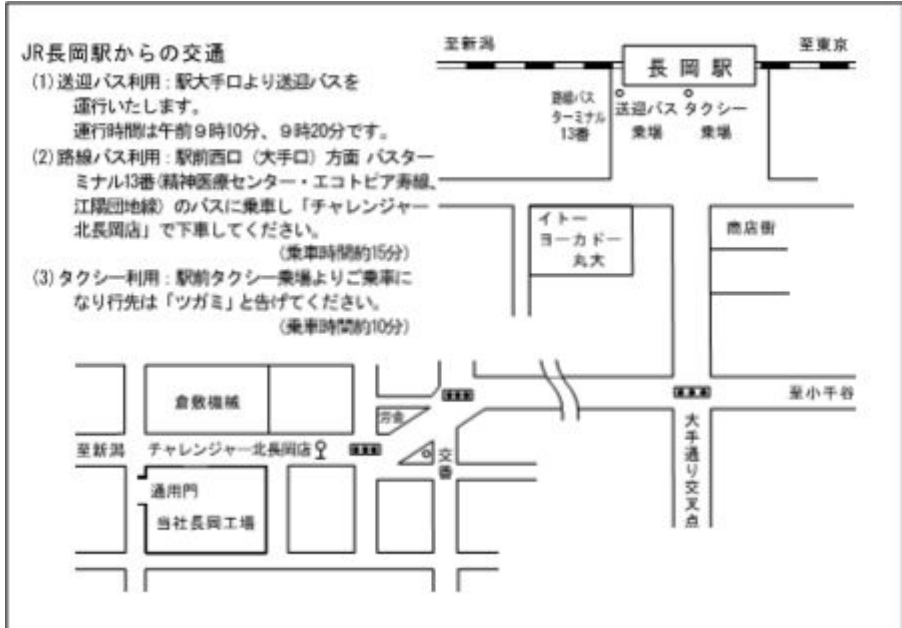 JR長岡駅からの交通
(1)送迎バス利用：駅大手口より送迎バスを
運行いたします。
運行時間は午前９時10分、９時20分です。
(2)路線バス利用：駅前西口（大手口）方面 バスター
ミナル13番(精神医療センター・エコトピア寿線、
江陽団地線）のバスに乗車し「チャレンジャー
北長岡店」で下車してください。
(乗車時間約15分)
(3)タクシー利用：駅前タクシー乗場よりご乗車に
なり行先は「ツガミ」と告げてください。
(乗車時間約10分)
至新潟
長岡駅
至東京
路線バス
ターミナル
13番
送迎バス
乗場
タクシー
乗場
イトー
ヨーカドー
丸大
商店街
至小千谷
大手通り交叉点
倉敷機械
労金
至新潟
チャレンジャー北長岡店
交番
通用門
当社長岡工場